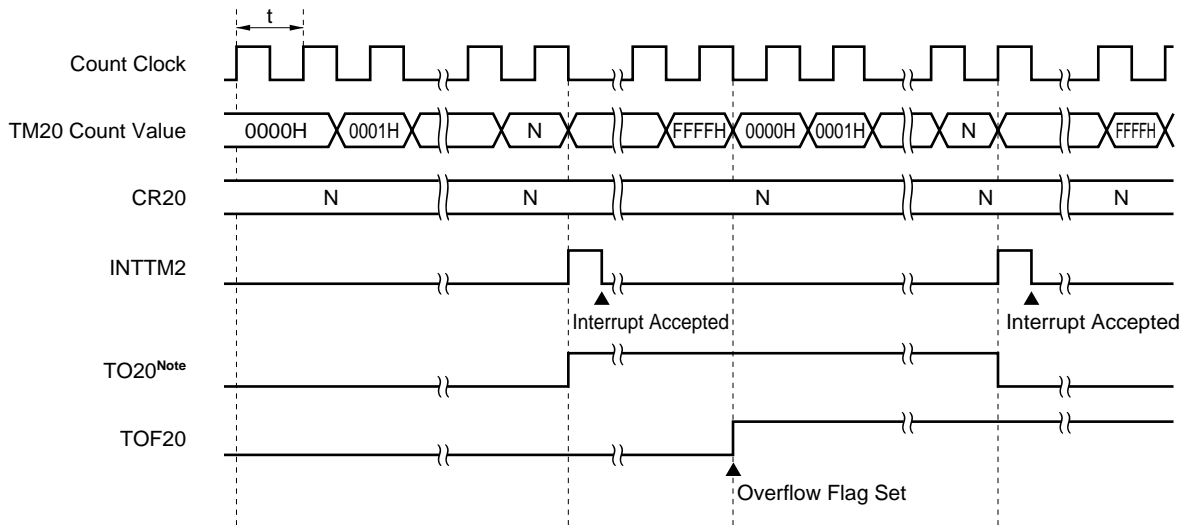 t
Count Clock
TM20 Count Value 0000H 0001H N FFFFH 0000H 0001H N FFFFH
CR20 N N N N N
INTTM2
Interrupt Accepted Interrupt Accepted
TO20Note
TOF20
Overflow Flag Set